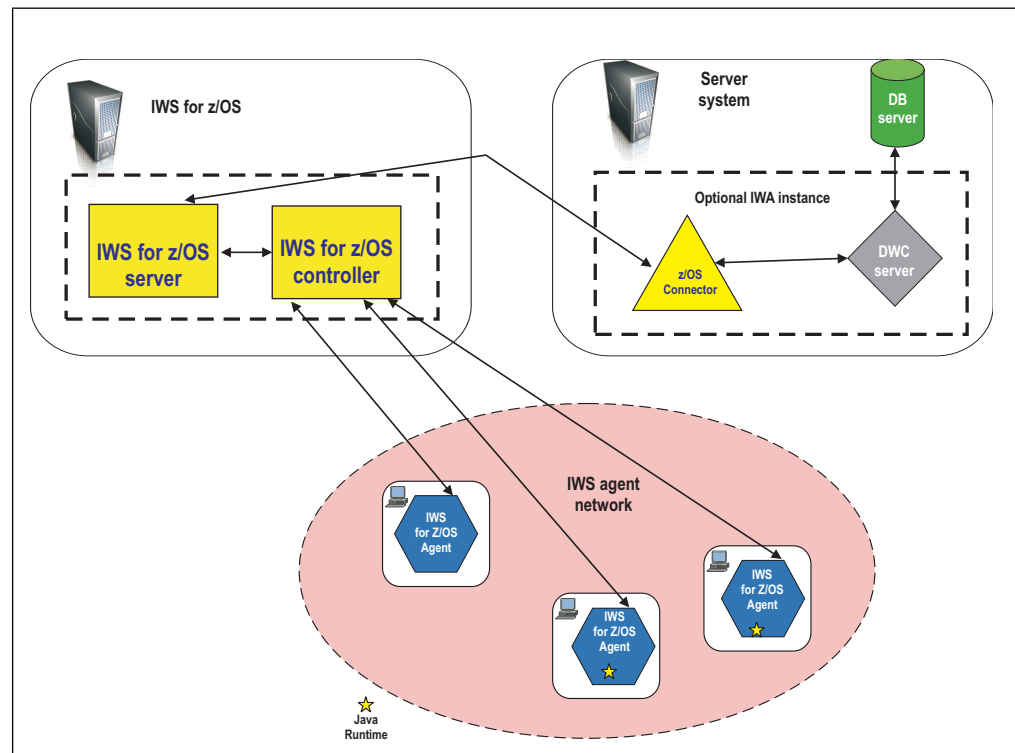 IWS for z/OS
Server
system
DB
server
Optional IWA instance
IWS for z/OS
server
IWS for z/OS
controller
z/OS
Connector
DWC
server
IWS agent
network
IWS
for Z/OS
Agent
IWS
for Z/OS
Agent
IWS
for Z/OS
Agent
Java
Runtime